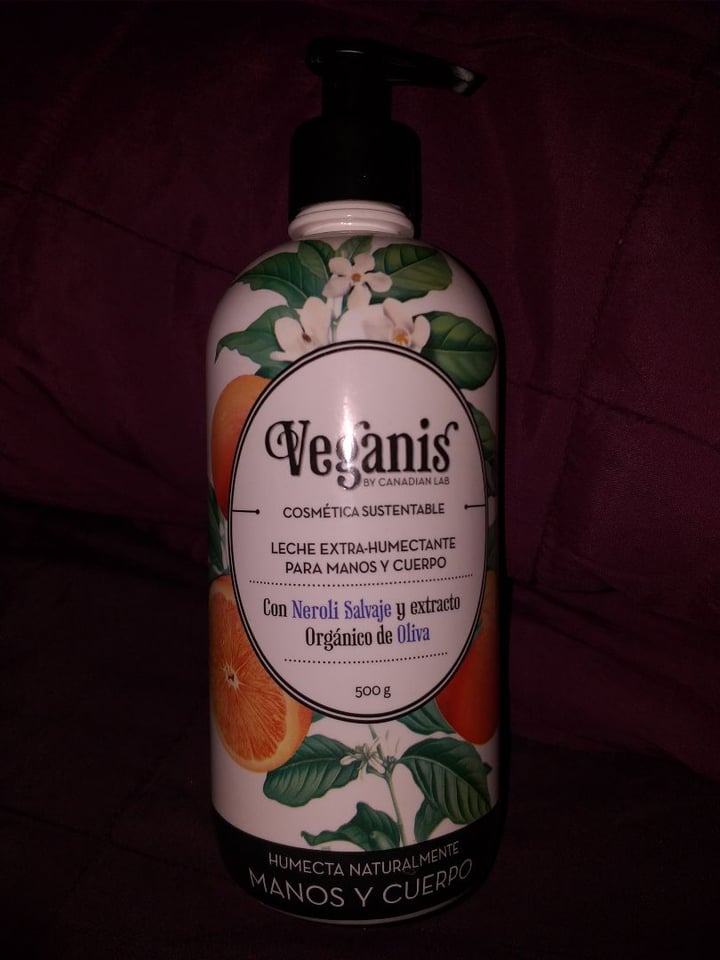 Veganis
BY CANADIAN LAB
COSMÉTICA SUSTENTABLE
LECHE EXTRA-HUMECTANTE
PARA MANOS Y CUERPO
Con Neroli Salvaje y extracto
Orgánico de Oliva
500 g
HUMECTA NATURALMENTE
MANOS Y CUERPO